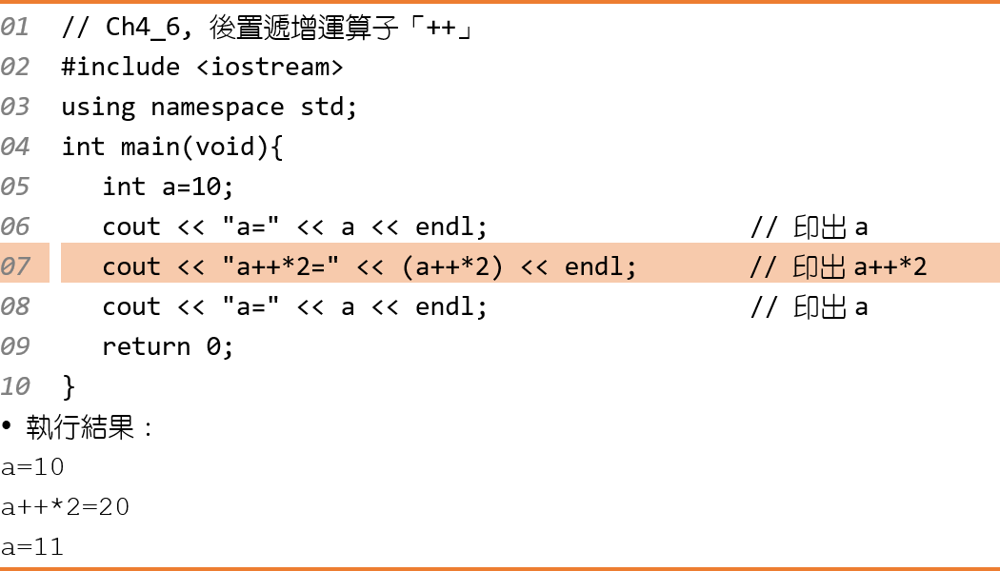 01 // Ch4_6, 後置遞增運算子「++」
02 #include <iostream>
03 using namespace std;
04 int main(void){
05 int a=10;
06 cout << "a=" << a << endl; // 印出 a
07 cout << "a++*2=" << (a++*2) << endl; // 印出 a++*2
08 cout << "a=" << a << endl; // 印出 a
09 return 0;
10 }
• 執行結果：
a=10
a++*2=20
a=11